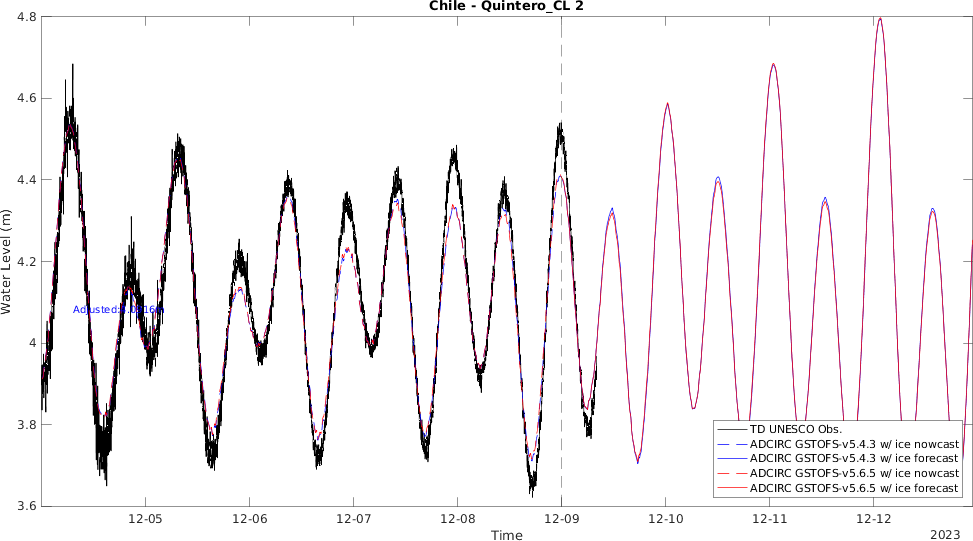 Chile - Quintero_CL 2
4.8
4.6
4.4
4.2
4
3.8
3.6
Water Level (m)
Adjusted:
12-05
12-06
12-07
12-08
12-09
12-10
12-11
12-12
Time
2023
TD UNESCO Obs.
ADCIRC GSTOFS-v5.4.3 w/ ice nowcast
ADCIRC GSTOFS-v5.4.3 w/ ice forecast
ADCIRC GSTOFS-v5.6.5 w/ ice nowcast
ADCIRC GSTOFS-v5.6.5 w/ ice forecast